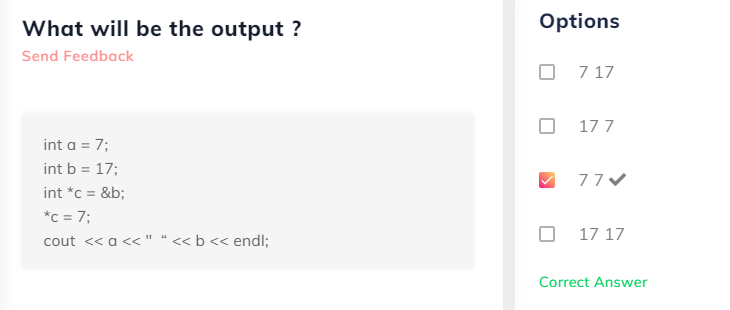 What will be the output ?
Send Feedback
int a = 7;
int b = 17;
int *c = &b;
*c = 7;
cout  << a << "  “ << b << endl;
Options
7 17
17 7
7 7
17 17
Correct Answer